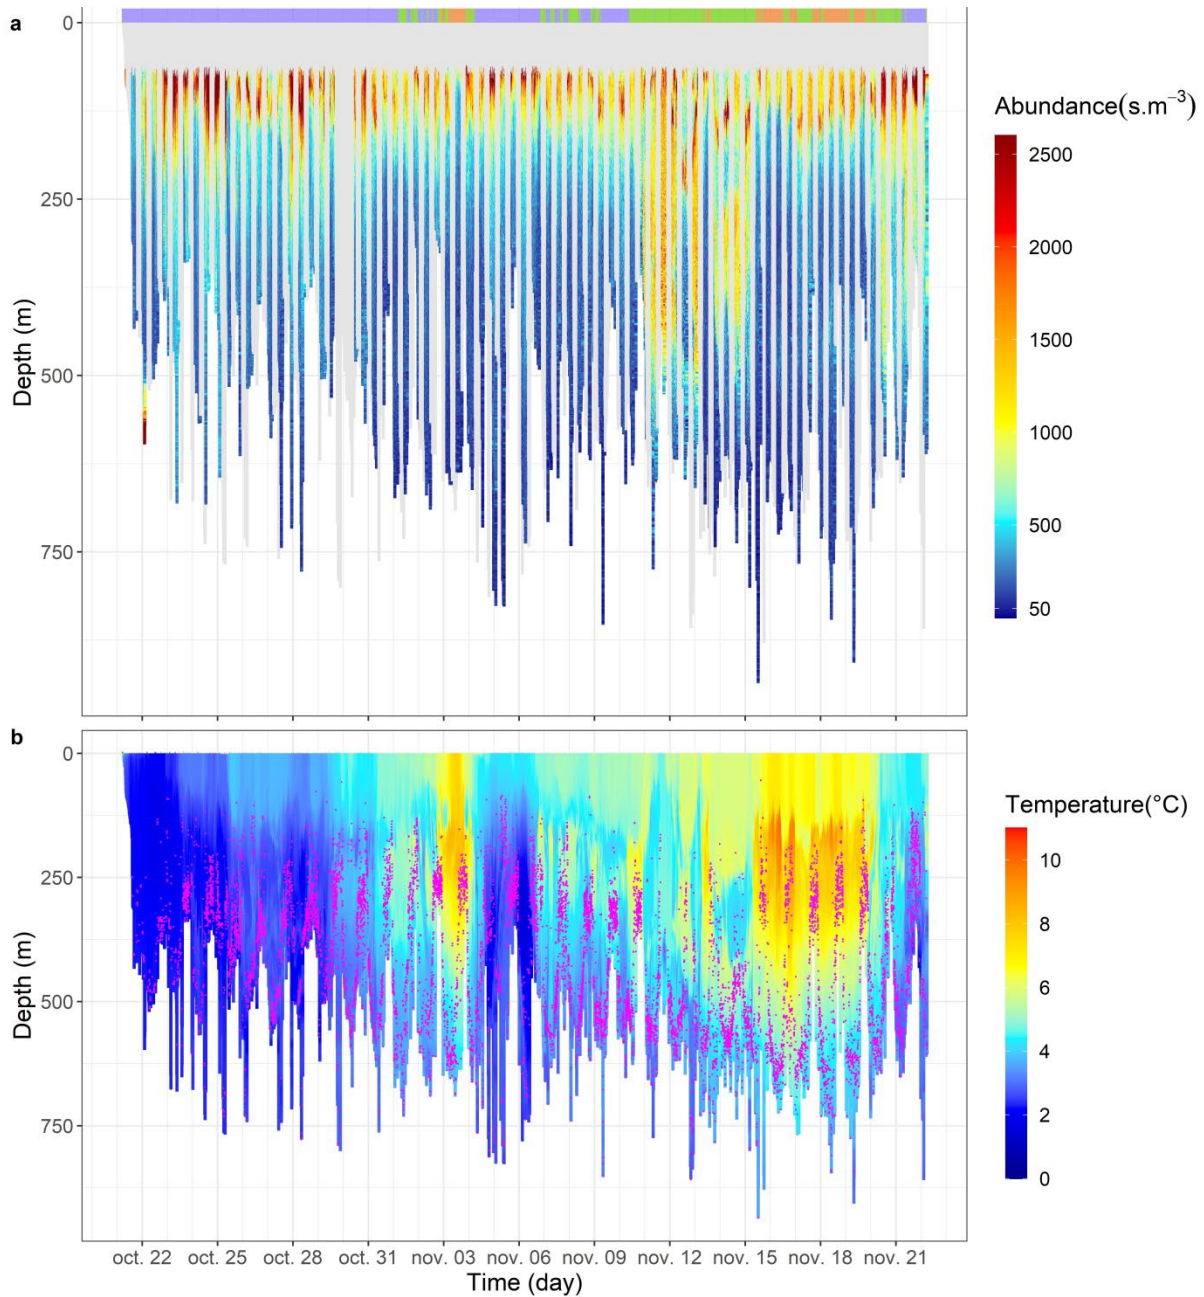 a
0
250
500
750
Depth (m)
Abundance(s.m⁻³)
2500
2000
1500
1000
500
50
b
0
250
500
750
Depth (m)
Temperature(°C)
10
8
6
4
2
0
oct. 22 oct. 25 oct. 28 oct. 31 nov. 03 nov. 06 nov. 09 nov. 12 nov. 15 nov. 18 nov. 21
Time (day)